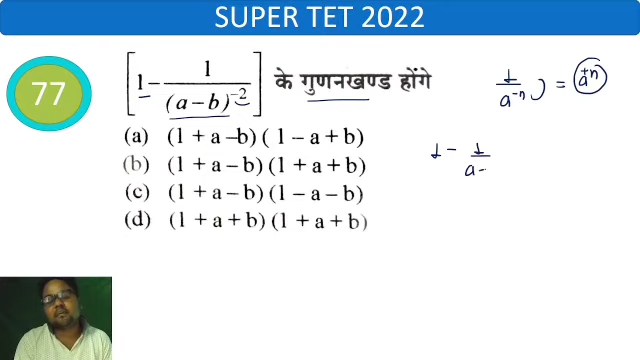 SUPER TET 2022
77
[1 − 1/(a − b)⁻²] के गुणनखण्ड होंगे
(a) (1 + a – b) ( 1 – a + b)
(b) (1 + a – b) (1 + a + b)
(c) (1 + a – b) (1 – a – b)
(d) (1 + a + b) (1 + a + b)
1/a⁻ⁿ = a⁺ⁿ
1 − 1/a-